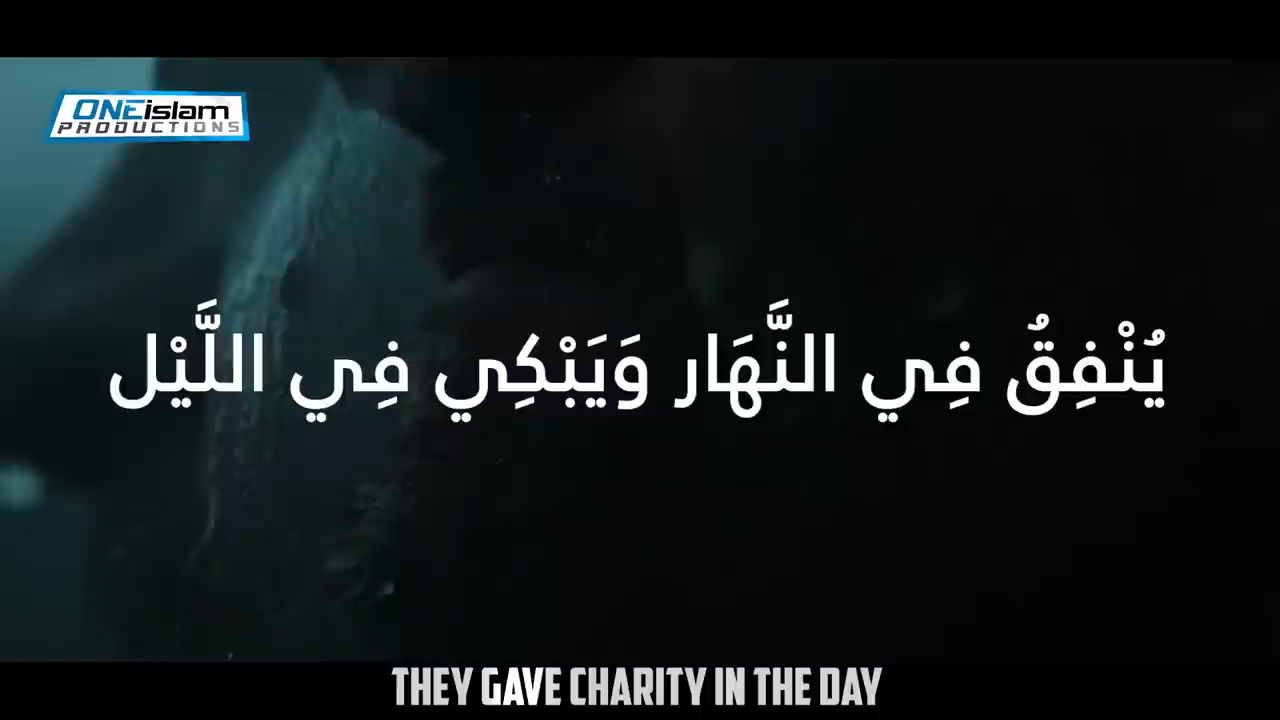 ONEislam
PRODUCTIONS
يُنْفِقُ فِي النَّهَار وَيَبْكِي فِي اللَّيْل
THEY GAVE CHARITY IN THE DAY